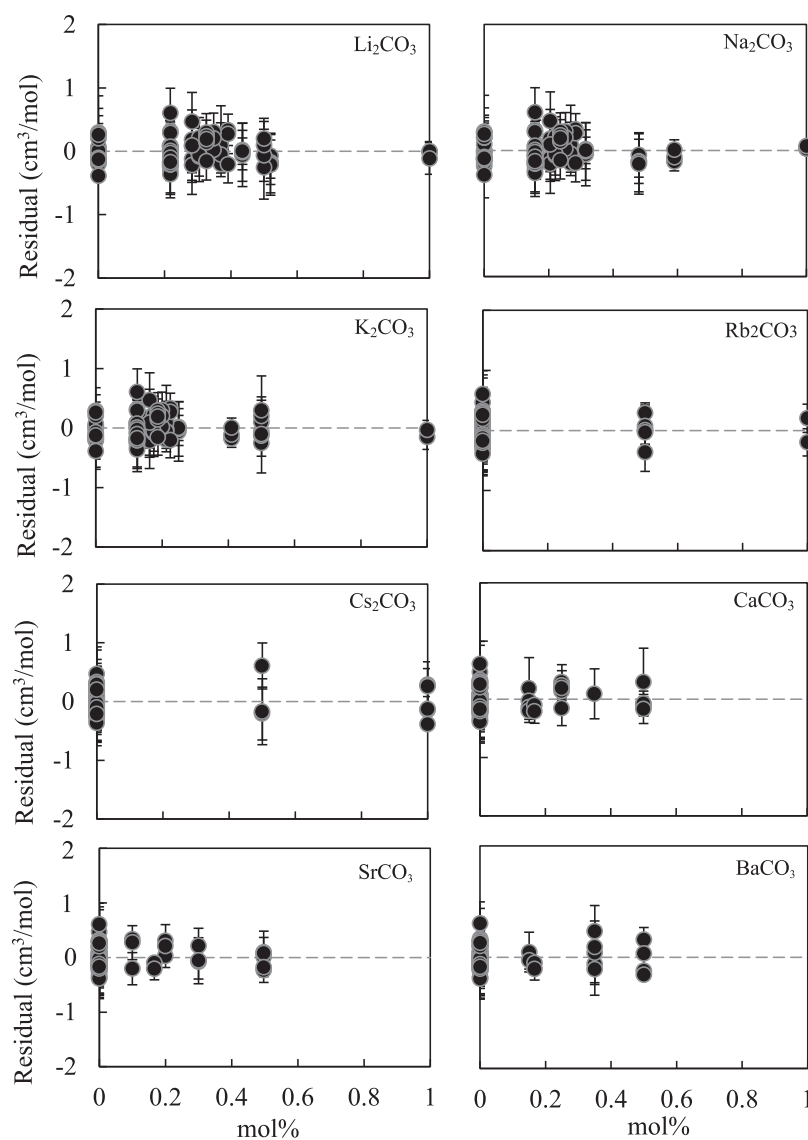 2
Li₂CO₃
Na₂CO₃
1
0
-1
-2
Residual (cm³/mol)
2
K₂CO₃
Rb₂CO3
1
0
-1
-2
Residual (cm³/mol)
2
Cs₂CO₃
CaCO₃
1
0
-1
-2
Residual (cm³/mol)
2
SrCO₃
BaCO₃
1
0
-1
-2
Residual (cm³/mol)
0 0.2 0.4 0.6 0.8 1
0 0.2 0.4 0.6 0.8 1
mol%
mol%